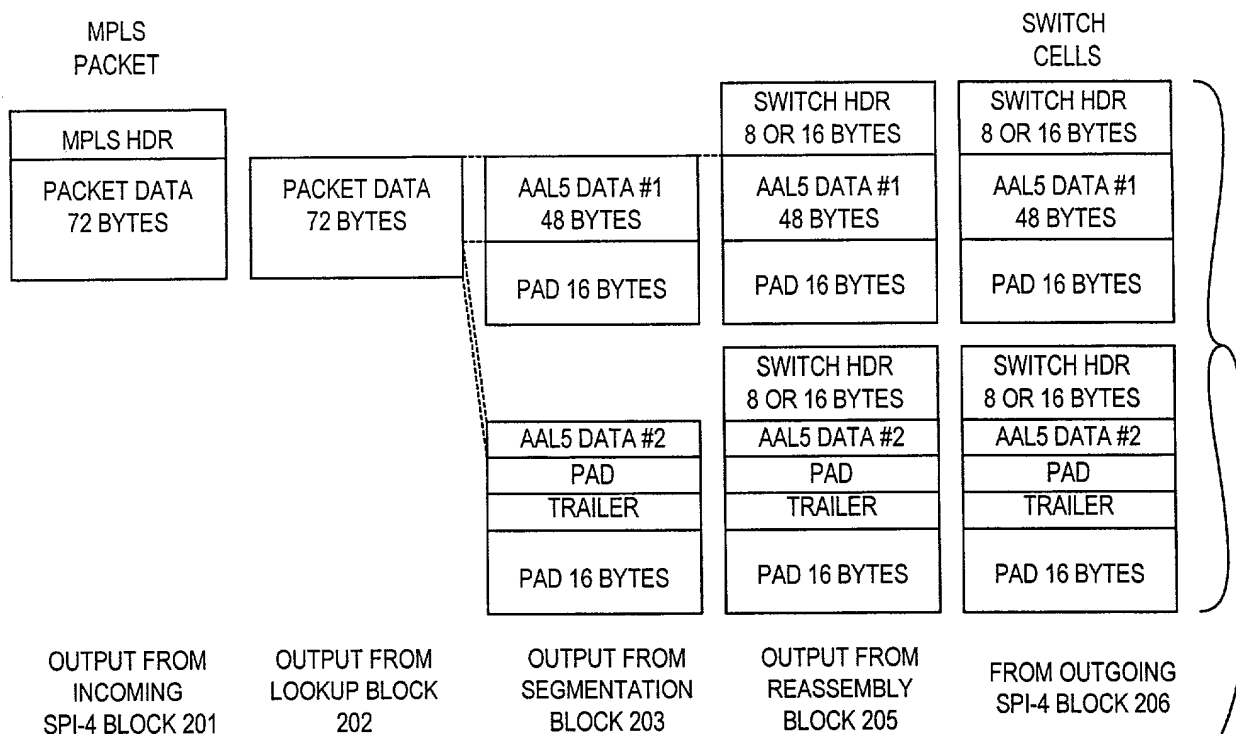 MPLS
PACKET
MPLS HDR
PACKET DATA
72 BYTES
OUTPUT FROM
INCOMING
SPI-4 BLOCK 201
PACKET DATA
72 BYTES
OUTPUT FROM
LOOKUP BLOCK
202
AAL5 DATA #1
48 BYTES
PAD 16 BYTES
AAL5 DATA #2
PAD
TRAILER
PAD 16 BYTES
OUTPUT FROM
SEGMENTATION
BLOCK 203
SWITCH HDR
8 OR 16 BYTES
AAL5 DATA #1
48 BYTES
PAD 16 BYTES
SWITCH HDR
8 OR 16 BYTES
AAL5 DATA #2
PAD
TRAILER
PAD 16 BYTES
OUTPUT FROM
REASSEMBLY
BLOCK 205
SWITCH
CELLS
SWITCH HDR
8 OR 16 BYTES
AAL5 DATA #1
48 BYTES
PAD 16 BYTES
SWITCH HDR
8 OR 16 BYTES
AAL5 DATA #2
PAD
TRAILER
PAD 16 BYTES
FROM OUTGOING
SPI-4 BLOCK 206